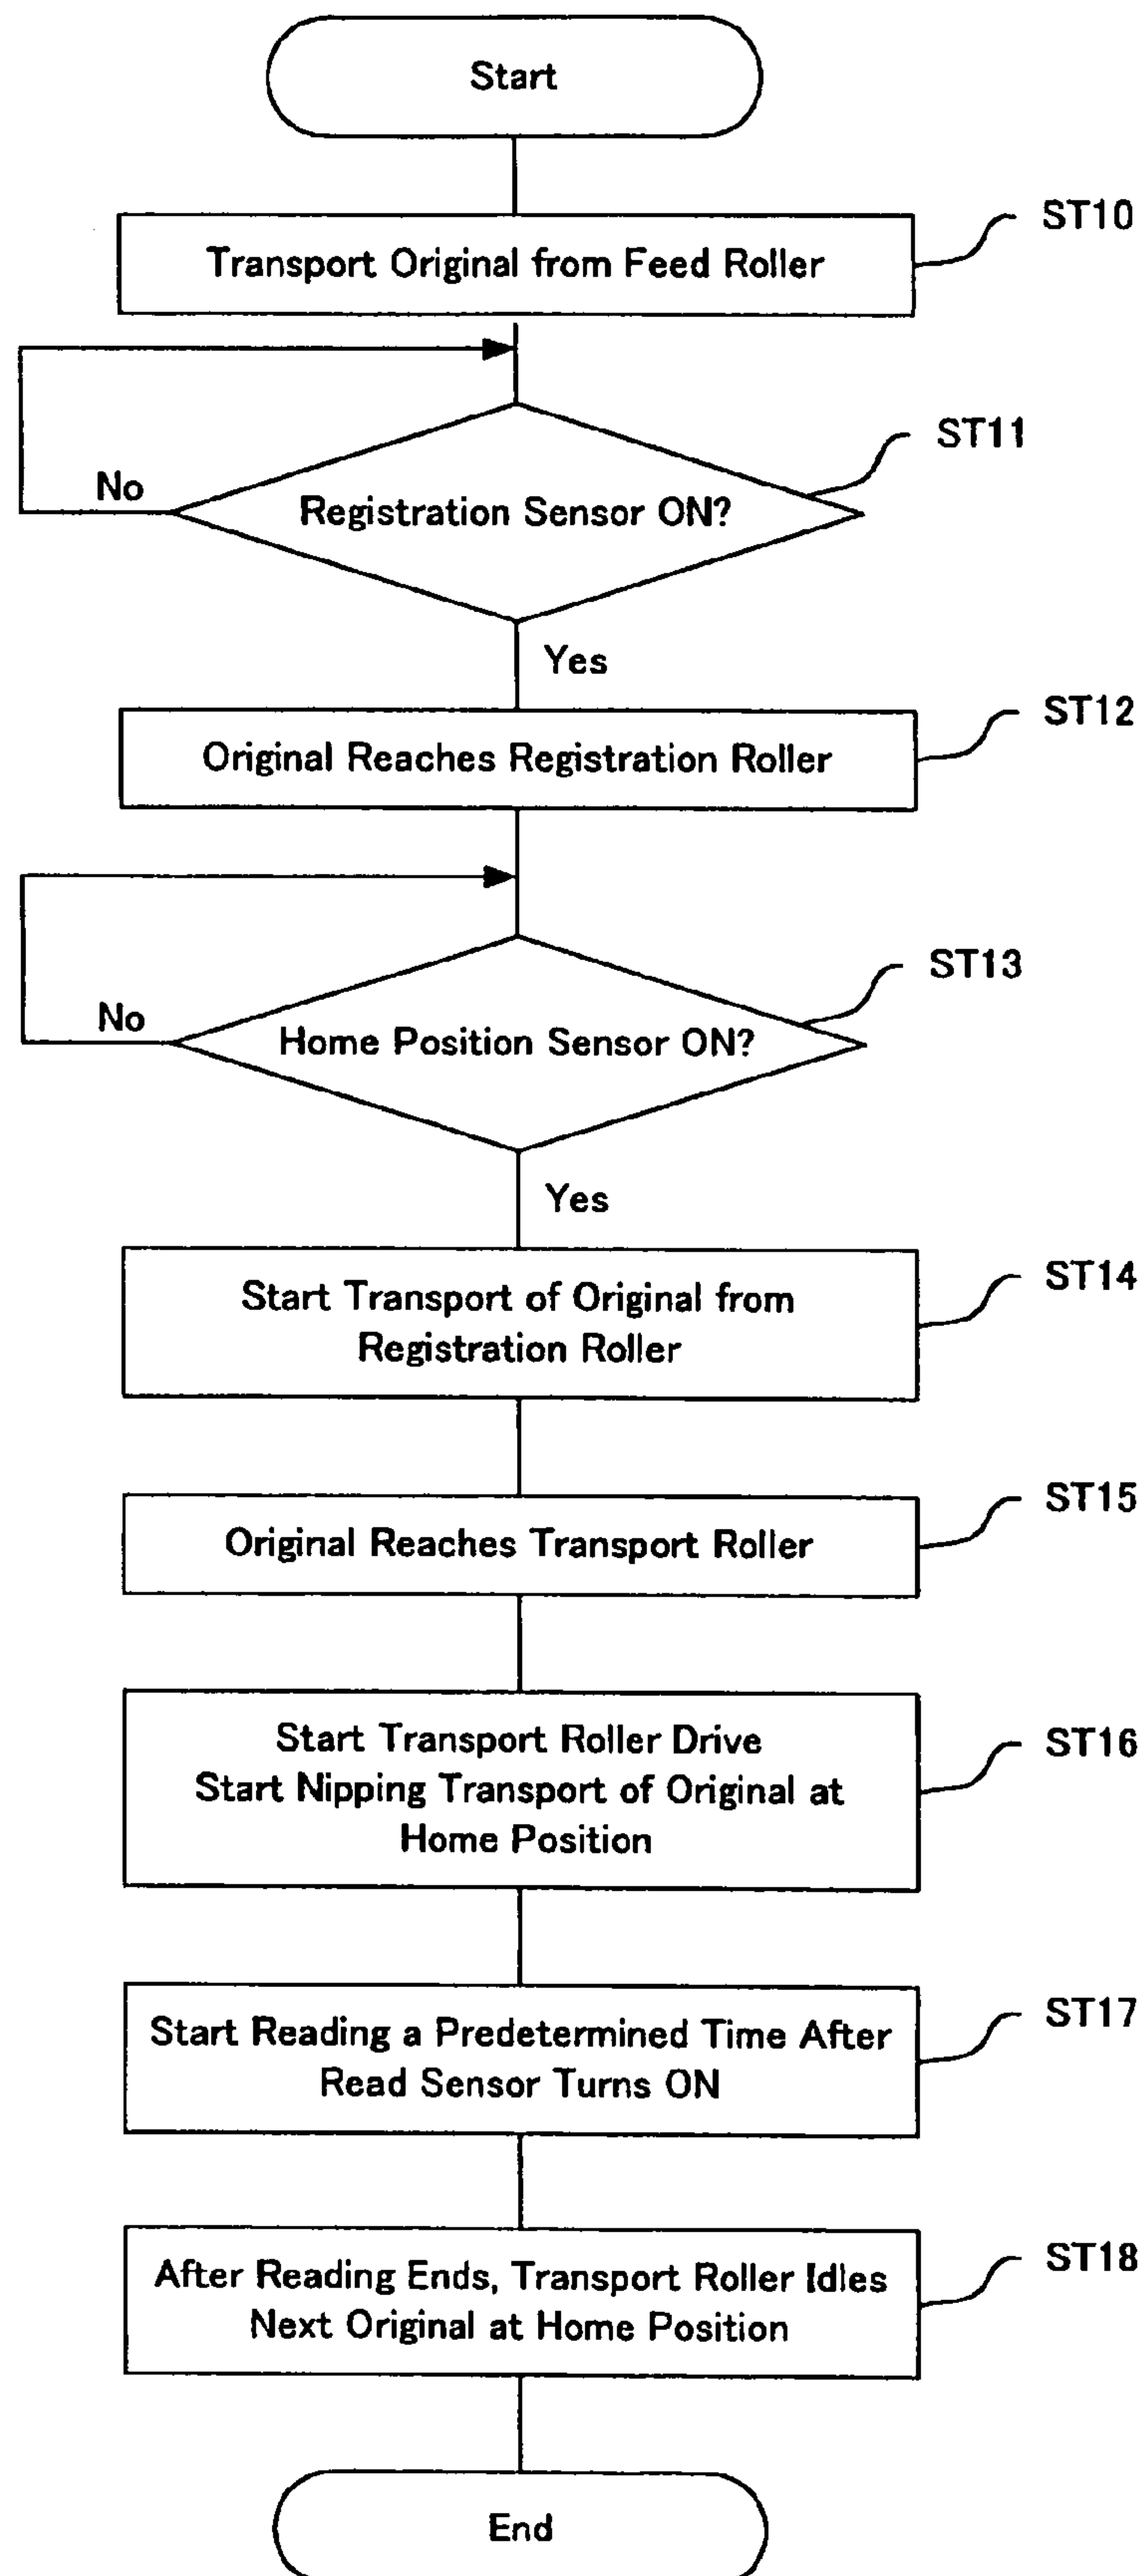 Start
ST10
Transport Original from Feed Roller
ST11
No
Registration Sensor ON?
Yes
ST12
Original Reaches Registration Roller
ST13
No
Home Position Sensor ON?
Yes
ST14
Start Transport of Original from
Registration Roller
ST15
Original Reaches Transport Roller
ST16
Start Transport Roller Drive
Start Nipping Transport of Original at
Home Position
ST17
Start Reading a Predetermined Time After
Read Sensor Turns ON
ST18
After Reading Ends, Transport Roller Idles
Next Original at Home Position
End